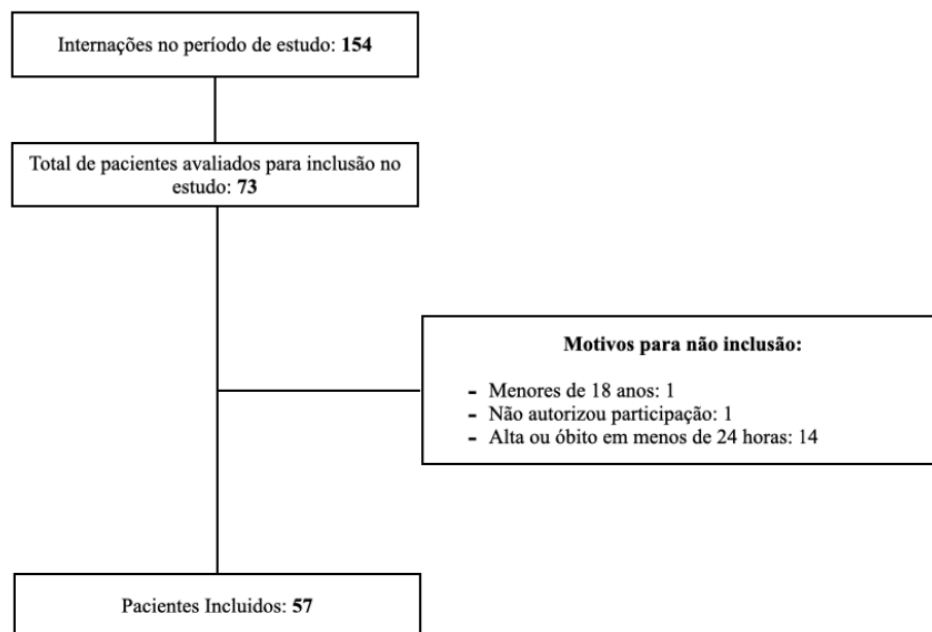 Internações no período de estudo: 154
Total de pacientes avaliados para inclusão no
estudo: 73
Motivos para não inclusão:
- Menores de 18 anos: 1
- Não autorizou participação: 1
- Alta ou óbito em menos de 24 horas: 14
Pacientes Incluidos: 57